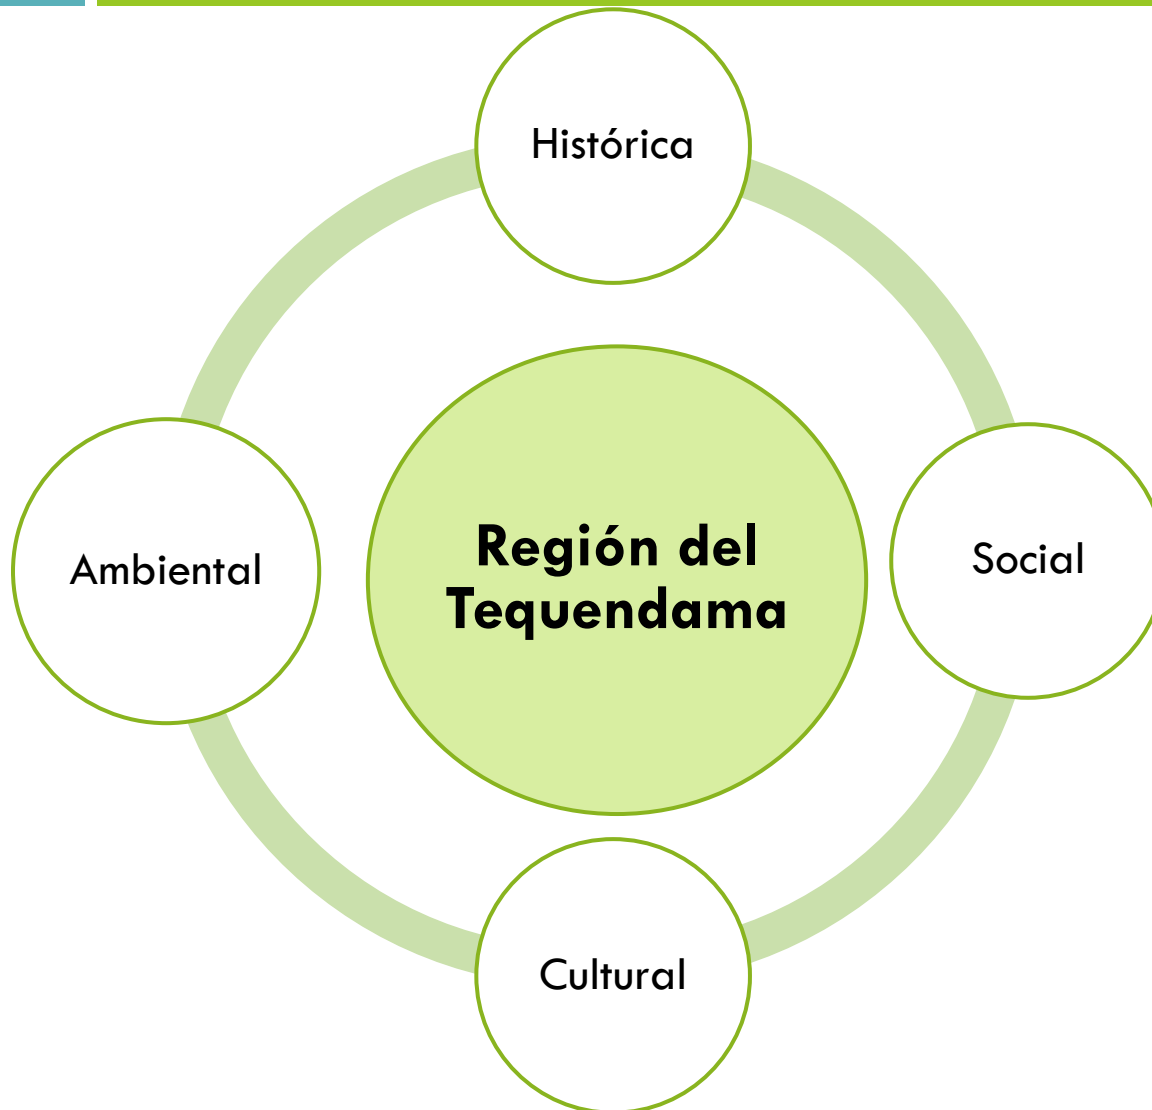 Histórica
Ambiental
Región del
Tequendama
Social
Cultural